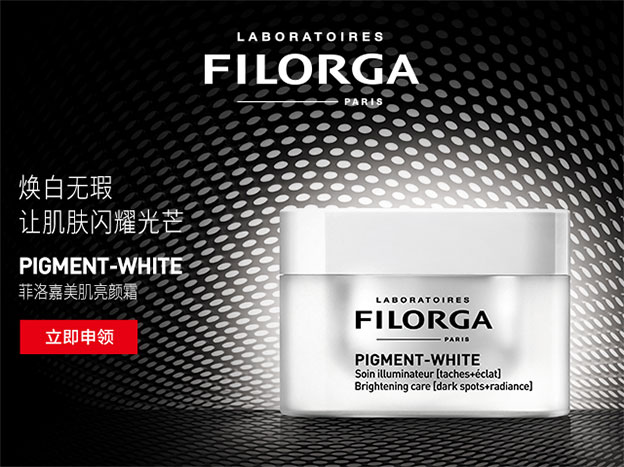 LABORATOIRES
FILORGA
PARIS
焕白无瑕
让肌肤闪耀光芒
PIGMENT-WHITE
菲洛嘉美肌亮颜霜
立即申领
LABORATOIRES
FILORGA
PARIS
PIGMENT-WHITE
Soin illuminateur [taches+éclat]
Brightening care [dark spots+radiance]